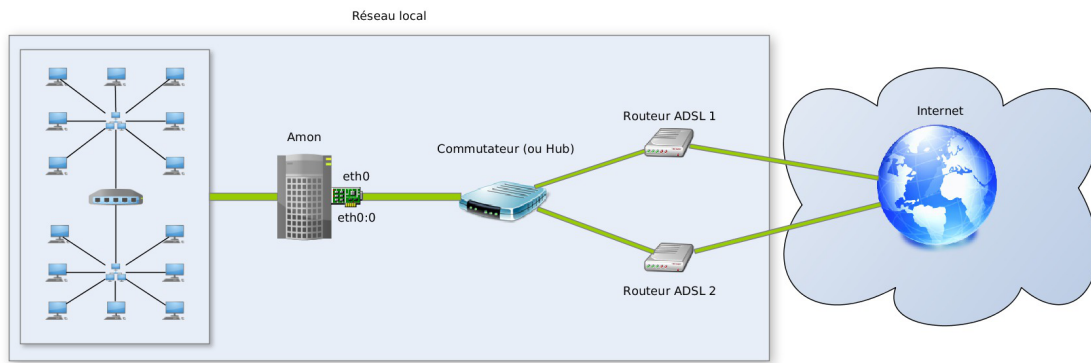 Réseau local
Amon
eth0
eth0:0
Commutateur (ou Hub)
Routeur ADSL 1
Routeur ADSL 2
Internet